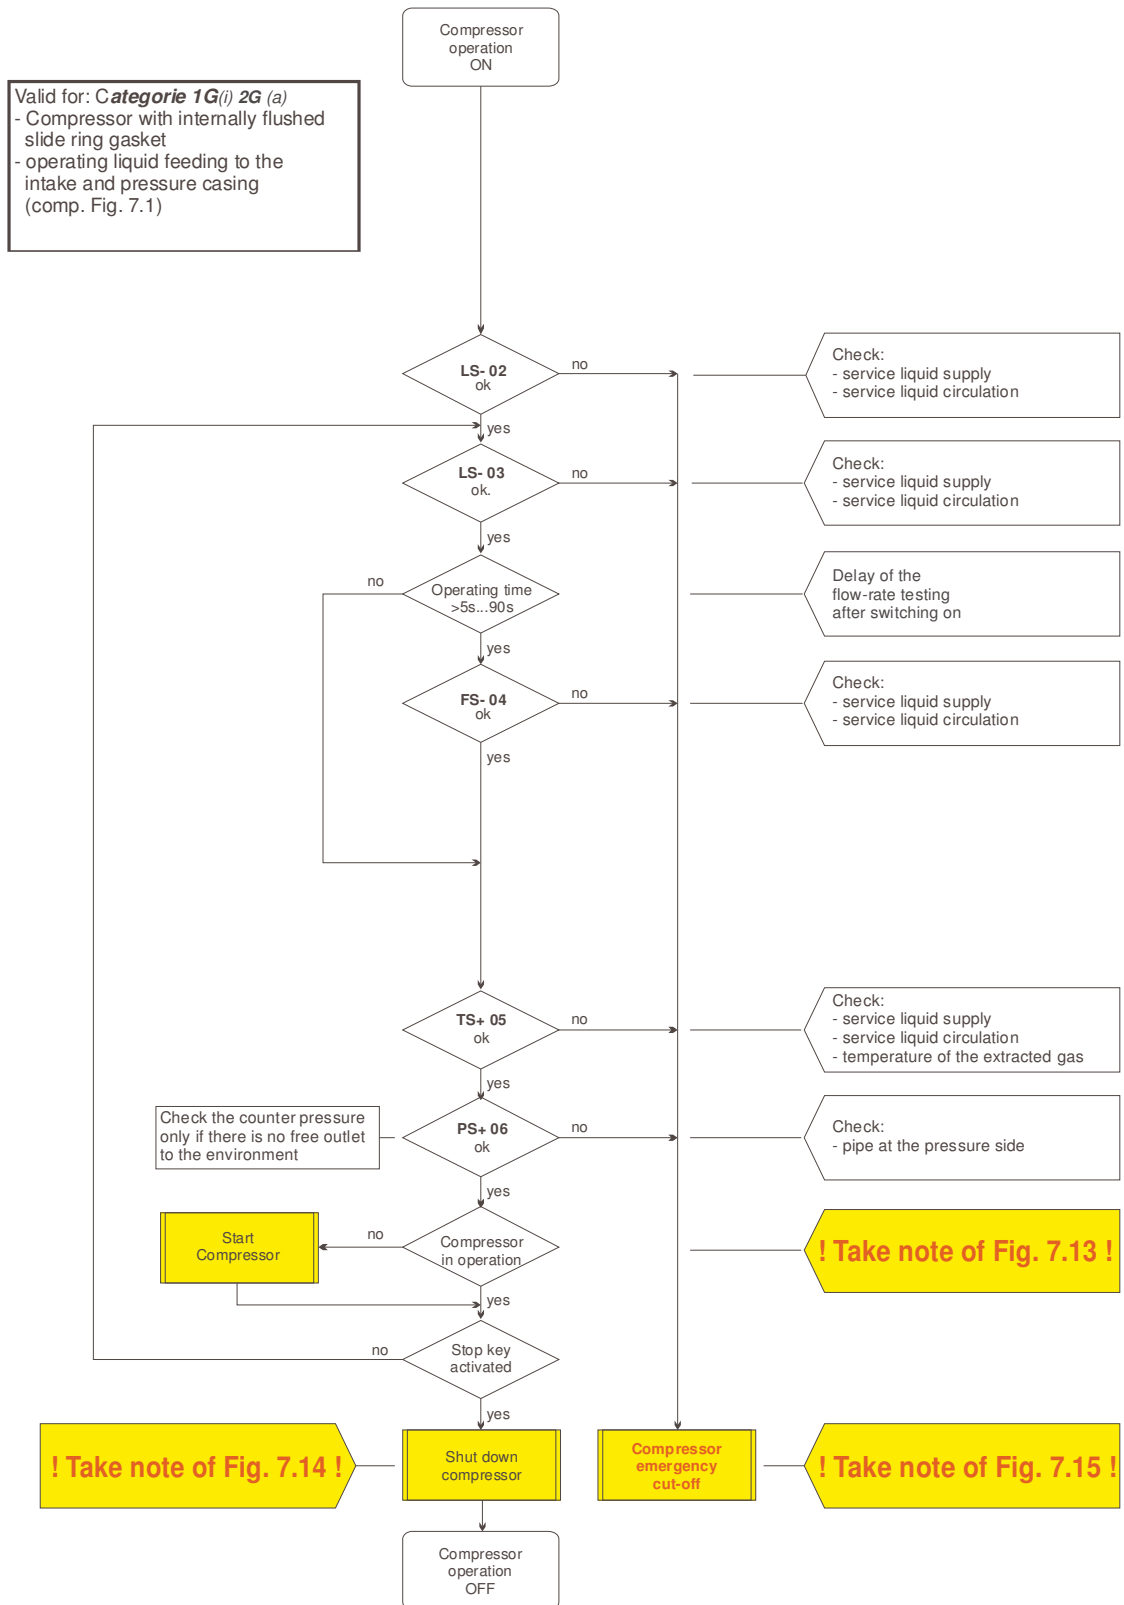 Compressor
operation
ON
Valid for: Categorie 1G(i) 2G (a)
- Compressor with internally flushed
slide ring gasket
- operating liquid feeding to the
intake and pressure casing
(comp. Fig. 7.1)
LS- 02
ok
no
Check:
- service liquid supply
- service liquid circulation
yes
LS- 03
ok.
no
Check:
- service liquid supply
- service liquid circulation
yes
no
Operating time
>5s...90s
Delay of the
flow-rate testing
after switching on
yes
FS- 04
ok
no
Check:
- service liquid supply
- service liquid circulation
yes
TS+ 05
ok
no
Check:
- service liquid supply
- service liquid circulation
- temperature of the extracted gas
yes
Check the counter pressure
only if there is no free outlet
to the environment
PS+ 06
ok
no
Check:
- pipe at the pressure side
yes
Start
Compressor
no
Compressor
in operation
! Take note of Fig. 7.13 !
yes
no
Stop key
activated
yes
! Take note of Fig. 7.14 !
Shut down
compressor
Compressor
emergency
cut-off
! Take note of Fig. 7.15 !
Compressor
operation
OFF